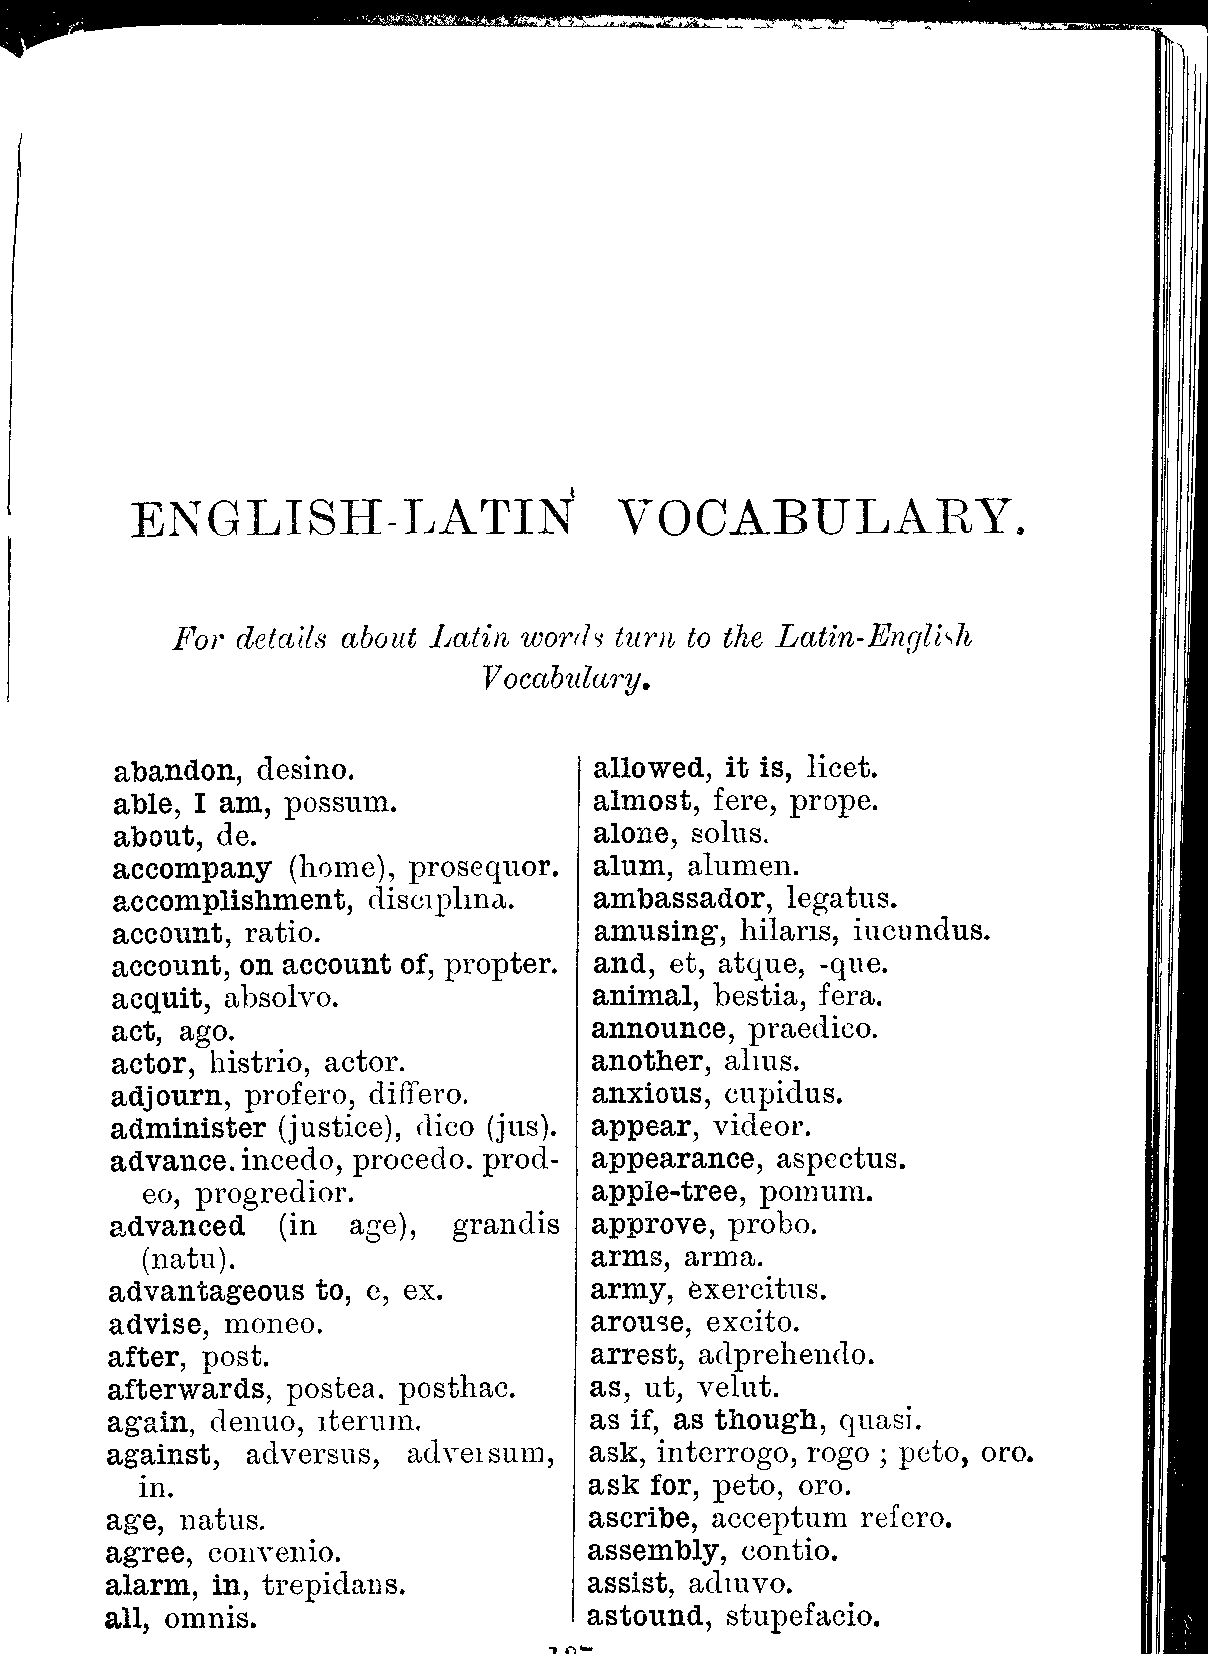 ENGLISH-LATIN VOCABULARY.
For details about Latin words turn to the Latin-English
Vocabulary.
abandon, desino.
able, I am, possum.
about, de.
accompany (home), prosequor.
accomplishment, disciplina.
account, ratio.
account, on account of, propter.
acquit, absolvo.
act, ago.
actor, histrio, actor.
adjourn, profero, differo.
administer (justice), dico (jus).
advance. incedo, procedo. prod-
eo, progredior.
advanced (in age), grandis
(natu).
advantageous to, e, ex.
advise, moneo.
after, post.
afterwards, postea. posthac.
again, denuo, iterum.
against, adversus, adversum,
in.
age, natus.
agree, convenio.
alarm, in, trepidans.
all, omnis.
allowed, it is, licet.
almost, fere, prope.
alone, solus.
alum, alumen.
ambassador, legatus.
amusing, hilaris, iucundus.
and, et, atque, -que.
animal, bestia, fera.
announce, praedico.
another, alius.
anxious, cupidus.
appear, videor.
appearance, aspectus.
apple-tree, pomum.
approve, probo.
arms, arma.
army, exercitus.
arouse, excito.
arrest, adprehendo.
as, ut, velut.
as if, as though, quasi.
ask, interrogo, rogo ; peto, oro.
ask for, peto, oro.
ascribe, acceptum refero.
assembly, contio.
assist, adiuvo.
astound, stupefacio.